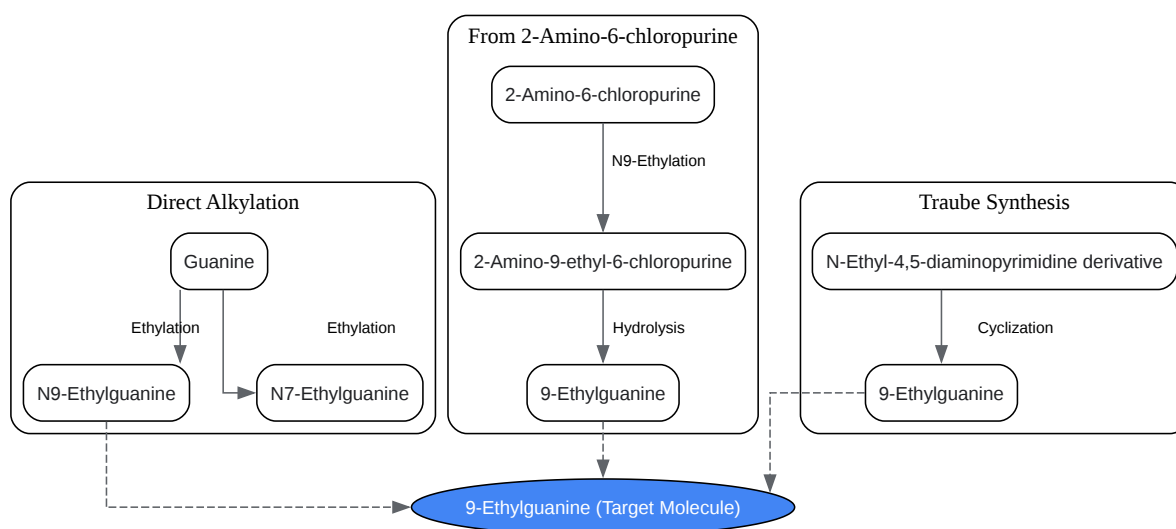 From 2-Amino-6-chloropurine
2-Amino-6-chloropurine
N9-Ethylation
2-Amino-9-ethyl-6-chloropurine
Hydrolysis
9-Ethylguanine
Direct Alkylation
Guanine
Ethylation
Ethylation
N9-Ethylguanine
N7-Ethylguanine
Traube Synthesis
N-Ethyl-4,5-diaminopyrimidine derivative
Cyclization
9-Ethylguanine
9-Ethylguanine (Target Molecule)